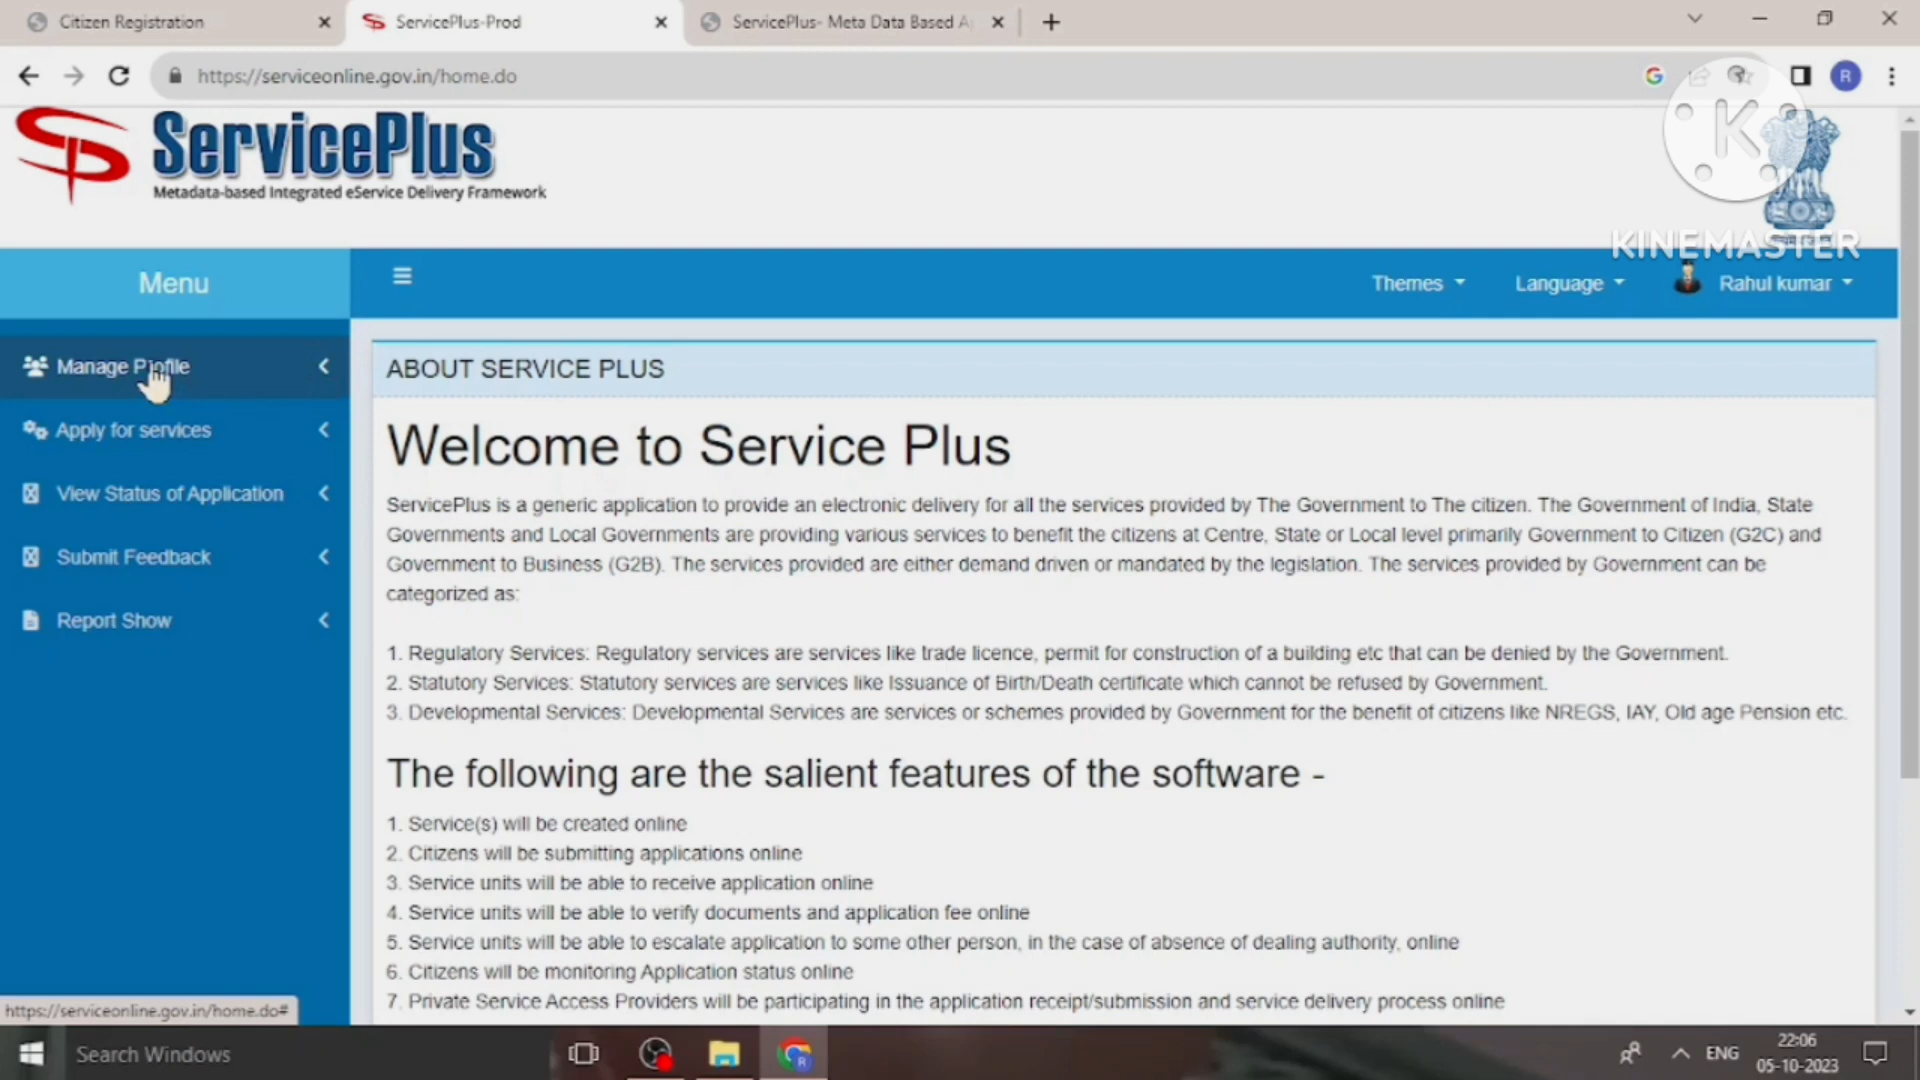 Citizen Registration
ServicePlus-Prod
ServicePlus- Meta Data Based A
https://serviceonline.gov.in/home.do
R
ServicePlus
Metadata-based Integrated eService Delivery Framework
K
KINEMASTER
Menu
Themes
Language
Rahul kumar
Manage Profile
Apply for services
View Status of Application
Submit Feedback
Report Show
ABOUT SERVICE PLUS
Welcome to Service Plus
ServicePlus is a generic application to provide an electronic delivery for all the services provided by The Government to The citizen. The Government of India, State
Governments and Local Governments are providing various services to benefit the citizens at Centre, State or Local level primarily Government to Citizen (G2C) and
Government to Business (G2B). The services provided are either demand driven or mandated by the legislation. The services provided by Government can be
categorized as:
1. Regulatory Services: Regulatory services are services like trade licence, permit for construction of a building etc that can be denied by the Government.
2. Statutory Services: Statutory services are services like Issuance of Birth/Death certificate which cannot be refused by Government.
3. Developmental Services: Developmental Services are services or schemes provided by Government for the benefit of citizens like NREGS, IAY, Old age Pension etc.
The following are the salient features of the software -
1. Service(s) will be created online
2. Citizens will be submitting applications online
3. Service units will be able to receive application online
4. Service units will be able to verify documents and application fee online
5. Service units will be able to escalate application to some other person, in the case of absence of dealing authority, online
6. Citizens will be monitoring Application status online
7. Private Service Access Providers will be participating in the application receipt/submission and service delivery process online
https://serviceonline.gov.in/home.do#
Search Windows
ENG
22:06
05-10-2023